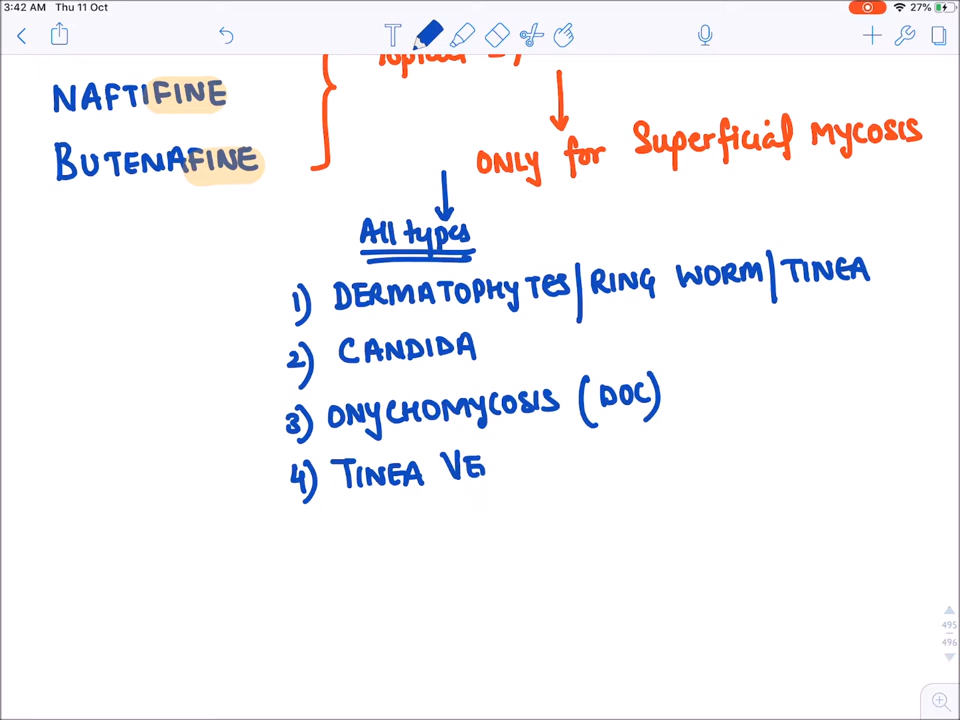 3:42 AM Thu 11 Oct 27%
T
NAFTIFINE
BUTENAFINE
ONLY for Superficial MYCOSIS
All types
1) DERMATOPHYTES/RING WORM/TINEA
2) CANDIDA
3) ONYCHOMYCOSIS (DOC)
4) TINEA VE
495
496